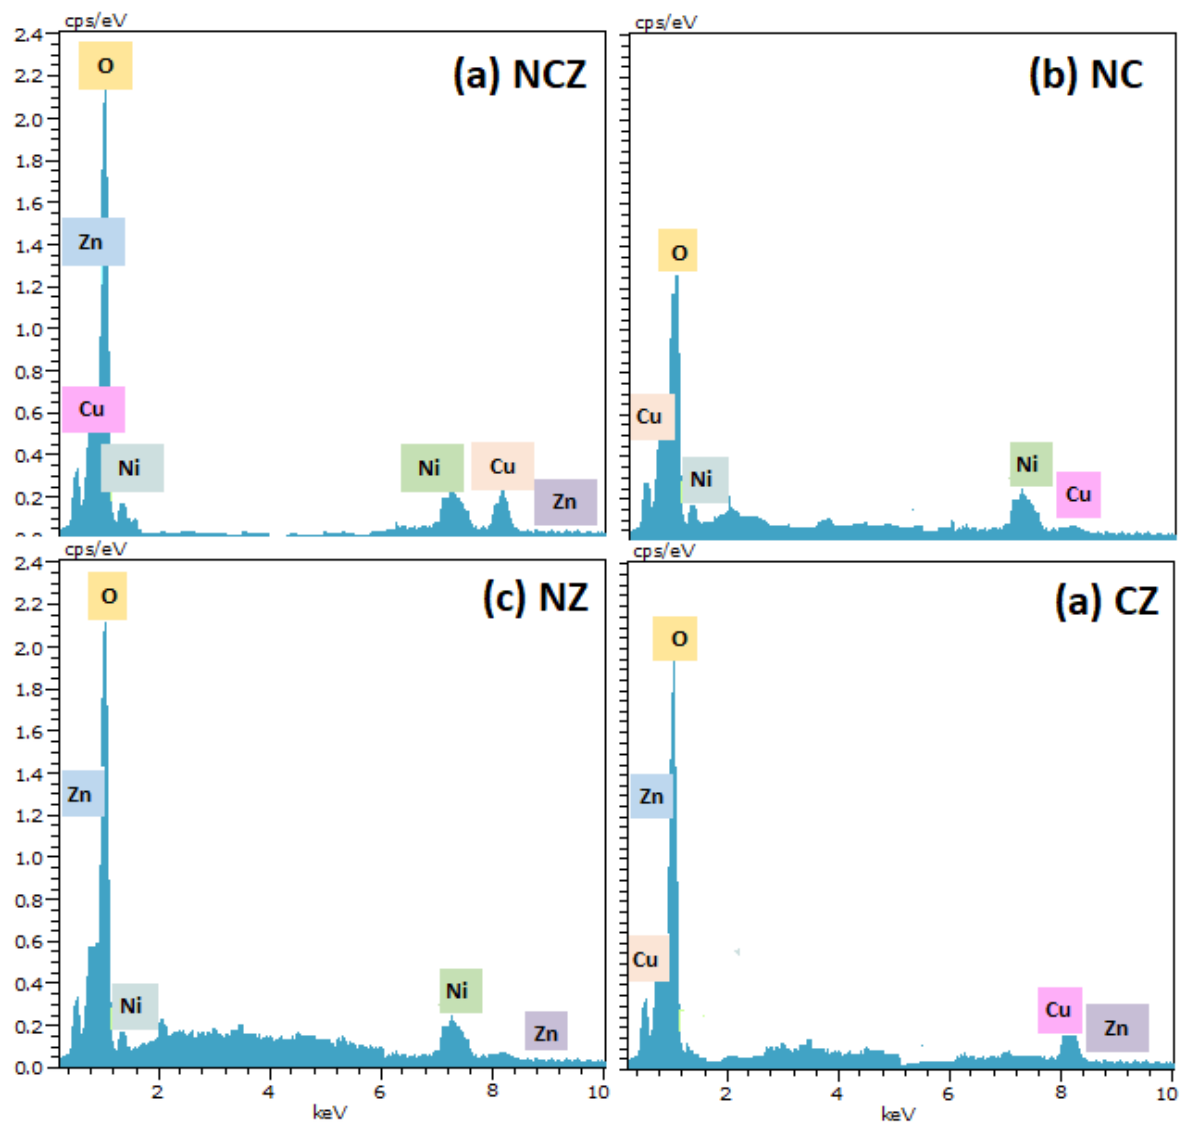 cps/eV
2.4
2.2
2.0
1.8
1.6
1.4
1.2
1.0
0.8
0.6
0.4
0.2
O
(a) NCZ
Zn
Cu
Ni
Ni
Cu
Zn
cps/eV
(b) NC
O
Cu
Ni
Ni
Cu
cps/eV
2.4
2.2
2.0
1.8
1.6
1.4
1.2
1.0
0.8
0.6
0.4
0.2
0.0
O
(c) NZ
Zn
Ni
Ni
Zn
2 4 6 8 10
keV
cps/eV
(a) CZ
O
Zn
Cu
Cu
Zn
2 4 6 8 10
keV